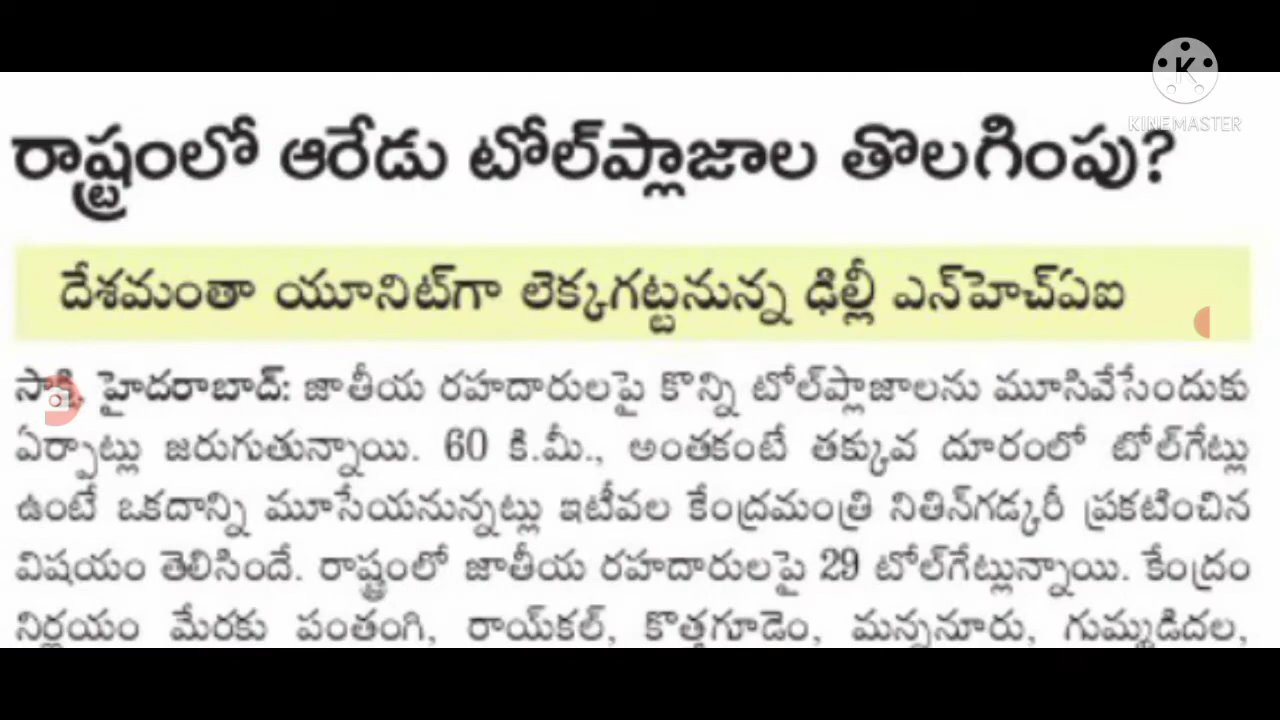 KINEMASTER
రాష్ట్రంలో ఆరేడు టోల్‌ప్లాజాల తొలగింపు?
దేశమంతా యూనిట్‌గా లెక్కగట్టనున్న ఢిల్లీ ఎన్‌హెచ్‌ఏఐ
సాక్షి, హైదరాబాద్: జాతీయ రహదారులపై కొన్ని టోల్‌ప్లాజాలను మూసివేసేందుకు
ఏర్పాట్లు జరుగుతున్నాయి. 60 కి.మీ., అంతకంటే తక్కువ దూరంలో టోల్‌గేట్లు
ఉంటే ఒకదాన్ని మూసేయనున్నట్లు ఇటీవల కేంద్రమంత్రి నితిన్‌గడ్కరీ ప్రకటించిన
విషయం తెలిసిందే. రాష్ట్రంలో జాతీయ రహదారులపై 29 టోల్‌గేట్లున్నాయి. కేంద్రం
నిర్ణయం మేరకు పంతంగి, రాయ్‌కల్, కొత్తగూడెం, మన్ననూరు, గుమ్మడిదల,